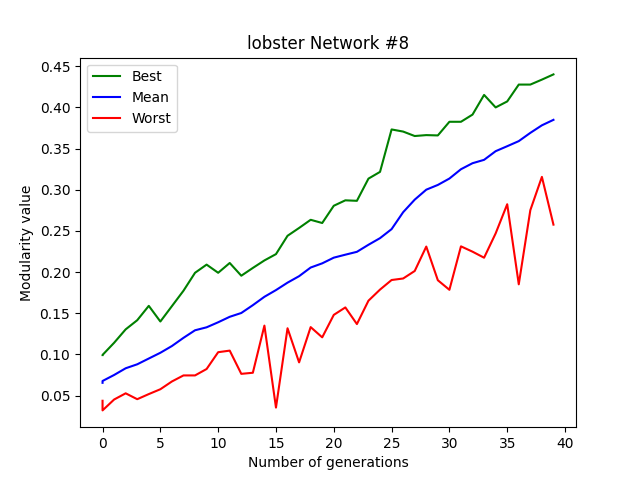 lobster Network #8
Best
Mean
Worst
Modularity value
0.45
0.40
0.35
0.30
0.25
0.20
0.15
0.10
0.05
0 5 10 15 20 25 30 35 40
Number of generations